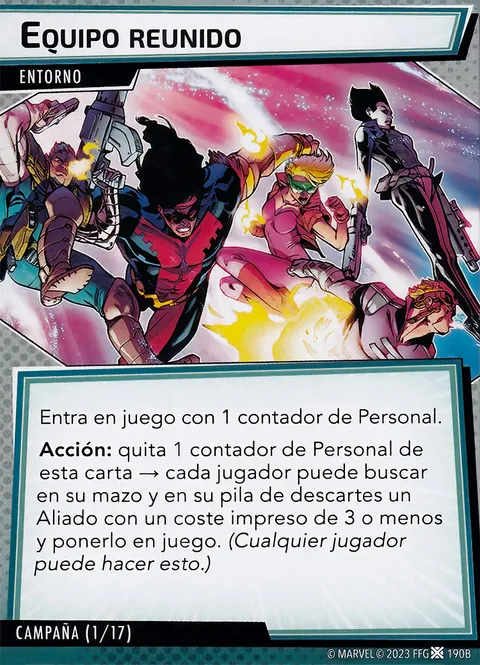 Equipo reunido
ENTORNO
Entra en juego con 1 contador de Personal.
Acción: quita 1 contador de Personal de
esta carta → cada jugador puede buscar
en su mazo y en su pila de descartes un
Aliado con un coste impreso de 3 o menos
y ponerlo en juego. (Cualquier jugador
puede hacer esto.)
CAMPAÑA (1/17)
© MARVEL © 2023 FFG 190B